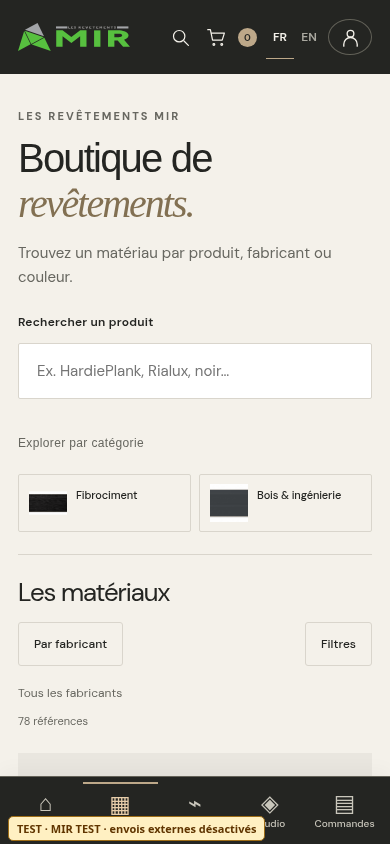 LES REVÊTEMENTS
MIR
0
FR
EN
LES REVÊTEMENTS MIR
Boutique de
revêtements.
Trouvez un matériau par produit, fabricant ou
couleur.
Rechercher un produit
Ex. HardiePlank, Rialux, noir…
Explorer par catégorie
Fibrociment
Bois & ingénierie
Les matériaux
Par fabricant
Filtres
Tous les fabricants
78 références
udio
Commandes
TEST · MIR TEST · envois externes désactivés